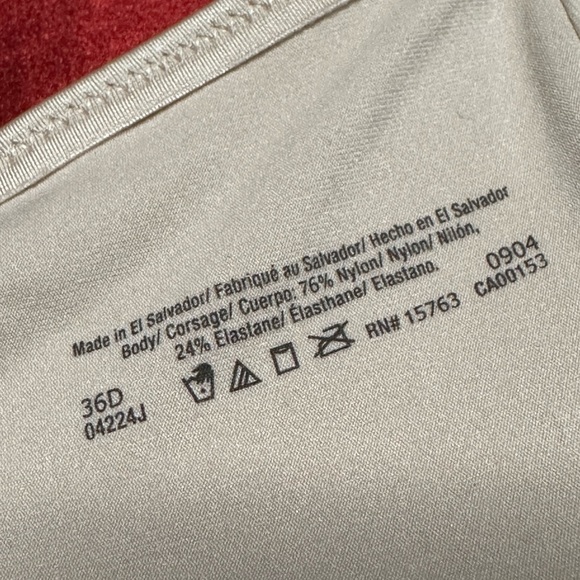 Made in El Salvador/ Fabriqué au Salvador/ Hecho en El Salvador
Body/ Corsage/ Cuerpo: 76% Nylon/ Nylon/ Nilón,
24% Elastane/ Élasthane/ Elastano.
0904
36D
RN# 15763 CA00153
04224J